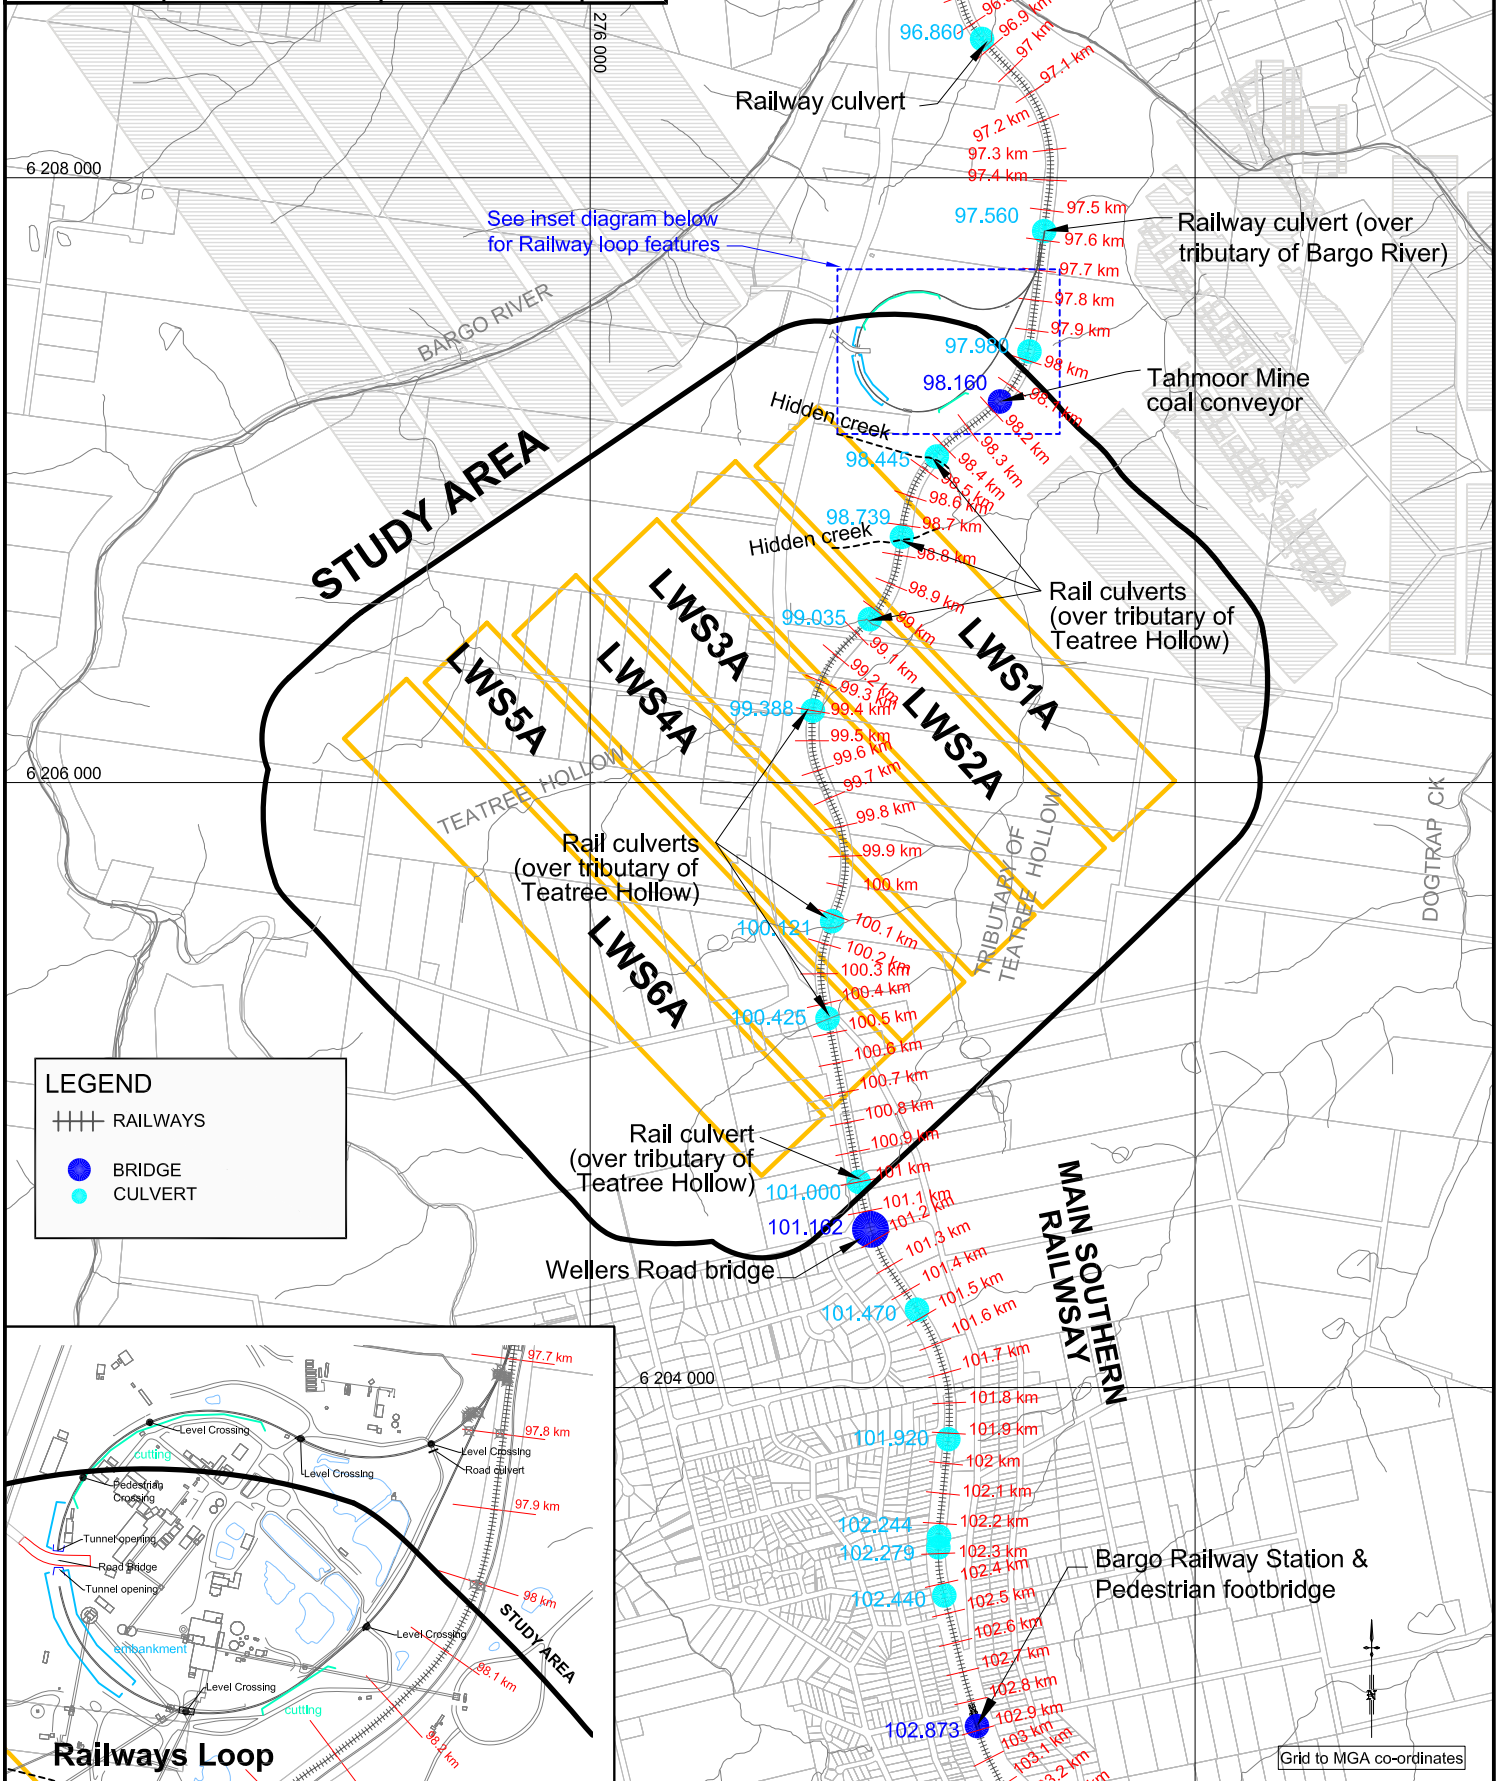 276 000
96.860
96.9 km
97 km
97.1 km
Railway culvert
97.2 km
97.3 km
97.4 km
6 208 000
See inset diagram below
for Railway loop features
97.560
97.5 km
97.6 km
Railway culvert (over
tributary of Bargo River)
97.7 km
97.8 km
97.9 km
BARGO RIVER
97.980
98 km
98.160
98.1 km
Tahmoor Mine
coal conveyor
98.2 km
Hidden creek
98.3 km
98.445
98.4 km
98.5 km
STUDY AREA
98.6 km
98.739
98.7 km
Hidden creek
98.8 km
98.9 km
Rail culverts
(over tributary of
Teatree Hollow)
99.035
99 km
99.1 km
99.2 km
99.3 km
99.388
99.4 km
99.5 km
99.6 km
99.7 km
99.8 km
99.9 km
100 km
LWS1A
LWS2A
LWS3A
LWS4A
LWS5A
LWS6A
6 206 000
TEATREE HOLLOW
Rail culverts
(over tributary of
Teatree Hollow)
TRIBUTARY OF
TEATREE HOLLOW
DOGTRAP CK
100.121
100.1 km
100.2 km
100.3 km
100.4 km
100.425
100.5 km
100.6 km
100.7 km
100.8 km
100.9 km
LEGEND
RAILWAYS
BRIDGE
CULVERT
Rail culvert
(over tributary of
Teatree Hollow)
101.000
101 km
101.1 km
101.162
101.2 km
Wellers Road bridge
101.3 km
101.4 km
101.470
101.5 km
101.6 km
MAIN SOUTHERN
RAILWSAY
101.7 km
6 204 000
101.8 km
101.920
101.9 km
102 km
102.1 km
102.244
102.2 km
102.279
102.3 km
102.4 km
102.440
102.5 km
102.6 km
102.7 km
102.8 km
Bargo Railway Station &
Pedestrian footbridge
102.873
102.9 km
103 km
103.1 km
N
Grid to MGA co-ordinates
97.7 km
Level Crossing
97.8 km
cutting
Level Crossing
Level Crossing
Road culvert
Pedestrian
Crossing
97.9 km
Tunnel opening
Road Bridge
Tunnel opening
98 km
STUDY AREA
embankment
Level Crossing
98.1 km
Level Crossing
cutting
98.2 km
Railways Loop